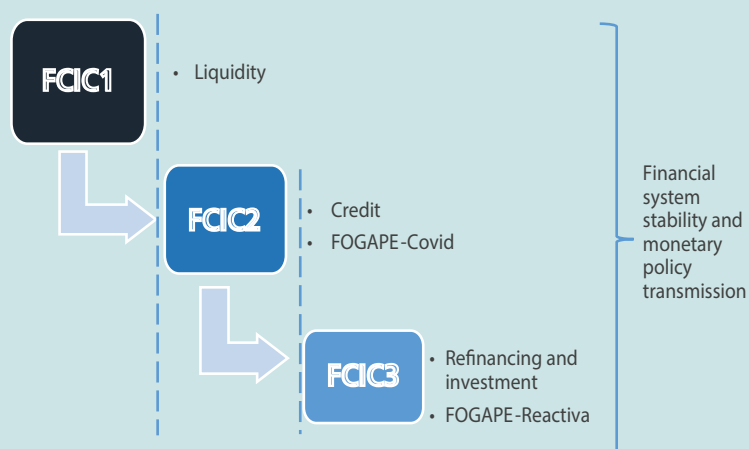 FCIC1
• Liquidity
FCIC2
• Credit
• FOGAPE-Covid
FCIC3
• Refinancing and
investment
• FOGAPE-Reactiva
Financial
system
stability and
monetary
policy
transmission